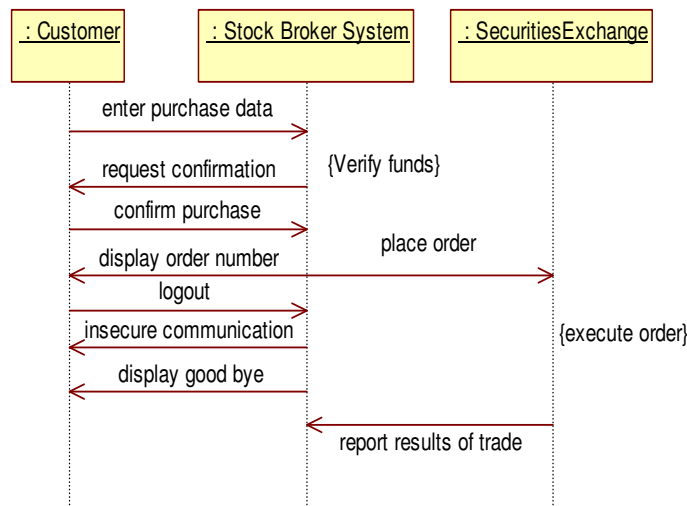 : Customer
: Stock Broker System
: SecuritiesExchange
enter purchase data
{Verify funds}
request confirmation
confirm purchase
place order
display order number
logout
insecure communication
{execute order}
display good bye
report results of trade